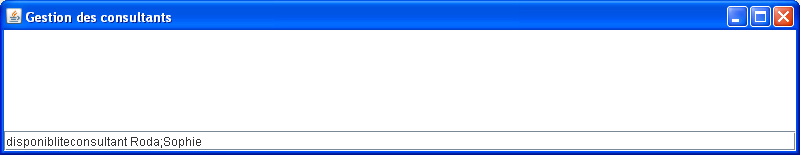 Gestion des consultants
disponibliteconsultant Roda;Sophie